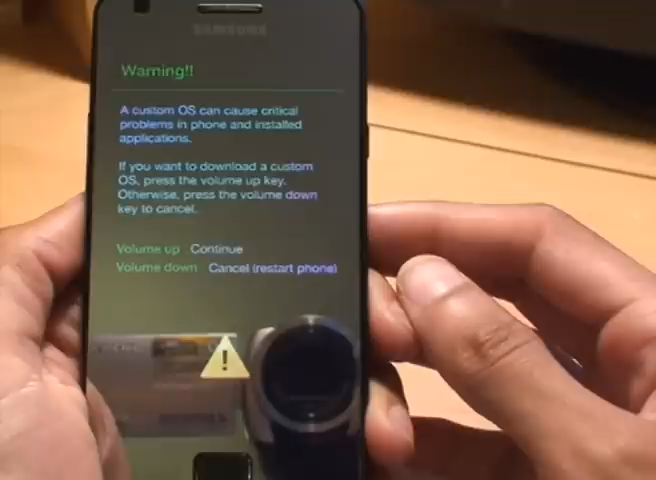 SAMSUNG
Warning!!
A custom OS can cause critical
problems in phone and installed
applications.
If you want to download a custom
OS, press the volume up key.
Otherwise, press the volume down
key to cancel.
Volume up Continue
Volume down Cancel (restart phone)